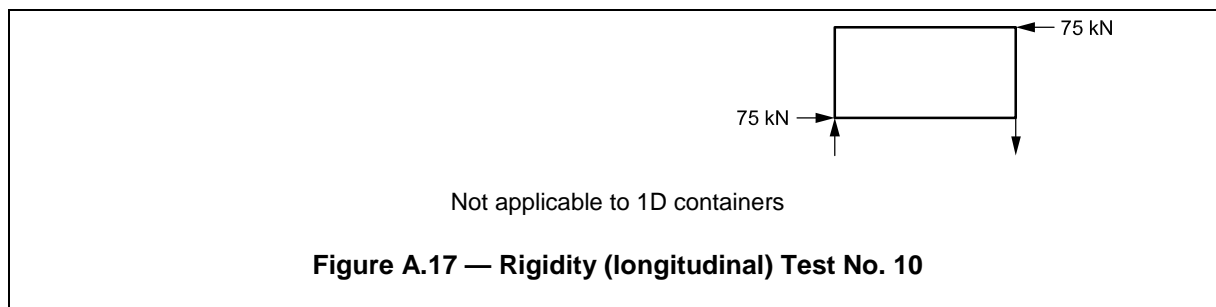 75 kN
75 kN
Not applicable to 1D containers
Figure A.17 — Rigidity (longitudinal) Test No. 10